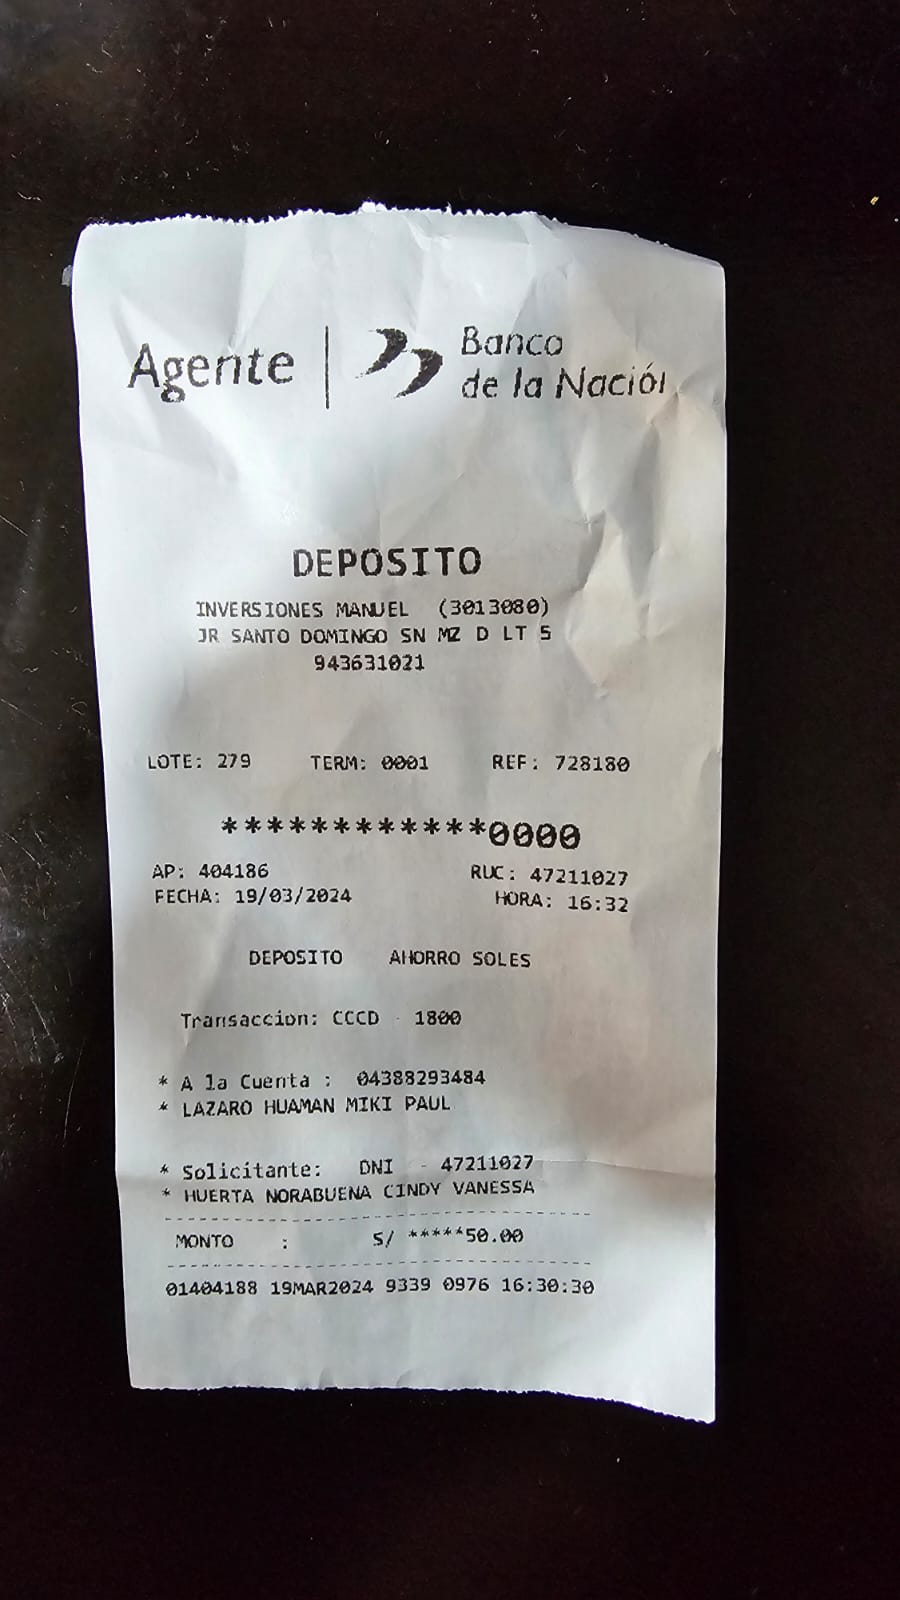 Agente | Banco
de la Nación
DEPOSITO
INVERSIONES MANUEL (3013080)
JR SANTO DOMINGO SN MZ D LT 5
943631021
LOTE: 279 TERM: 0001 REF: 728180
************0000
AP: 404186 RUC: 47211027
FECHA: 19/03/2024 HORA: 16:32
DEPOSITO AHORRO SOLES
Transaccion: CCCD - 1800
* A la Cuenta : 04388293484
* LAZARO HUAMAN MIKI PAUL
* Solicitante: DNI - 47211027
* HUERTA NORABUENA CINDY VANESSA
MONTO : S/ *****50.00
01404188 19MAR2024 9339 0976 16:30:30